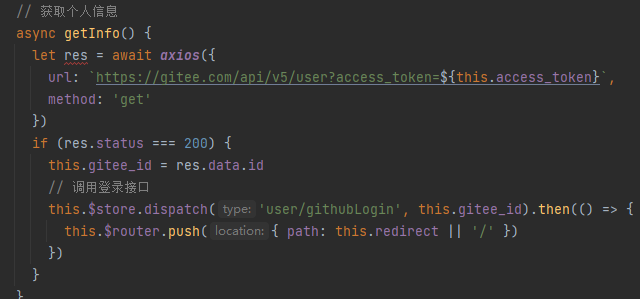 // 获取个人信息
async getInfo() {
let res = await axios({
url: `https://gitee.com/api/v5/user?access_token=${this.access_token}`,
method: 'get'
})
if (res.status === 200) {
this.gitee_id = res.data.id
// 调用登录接口
this.$store.dispatch( type: 'user/githubLogin', this.gitee_id).then(() => {
this.$router.push( location: { path: this.redirect || '/' })
})
}
}